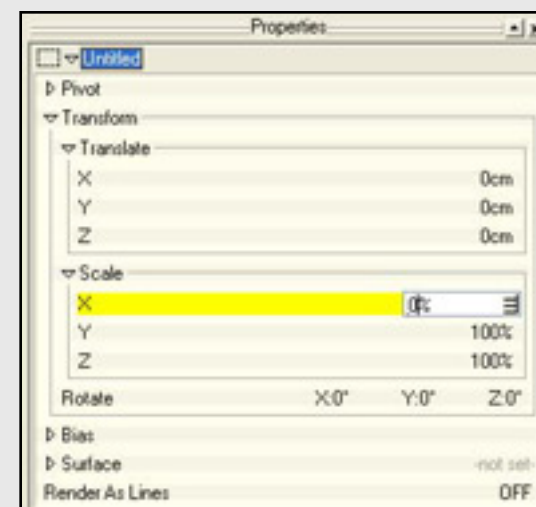 Properties
Untitled
Pivot
Transform
Translate
X 0cm
Y 0cm
Z 0cm
Scale
X 0%
Y 100%
Z 100%
Rotate X:0° Y:0° Z:0°
Bias
Surface -not set-
Render As Lines OFF